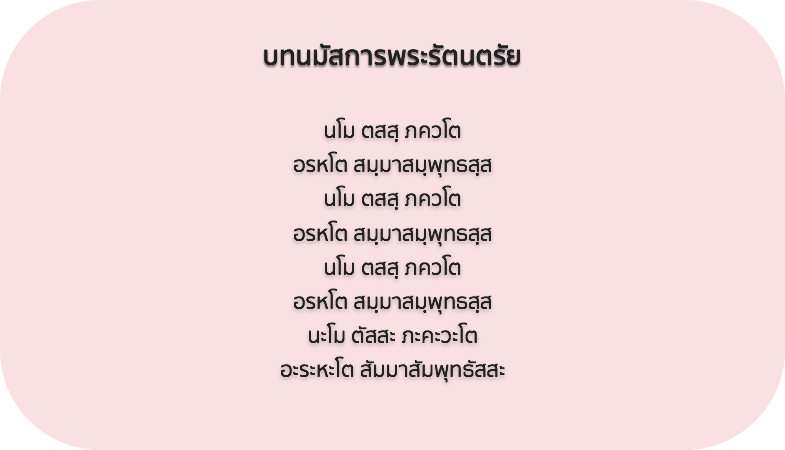 บทนมัสการพระรัตนตรัย
นโม ตสสฺ ภควโต
อรหโต สมฺมาสมฺพุทธสฺส
นโม ตสสฺ ภควโต
อรหโต สมฺมาสมฺพุทธสฺส
นโม ตสสฺ ภควโต
อรหโต สมฺมาสมฺพุทธสฺส
นะโม ตัสสะ ภะคะวะโต
อะระหะโต สัมมาสัมพุทธัสสะ